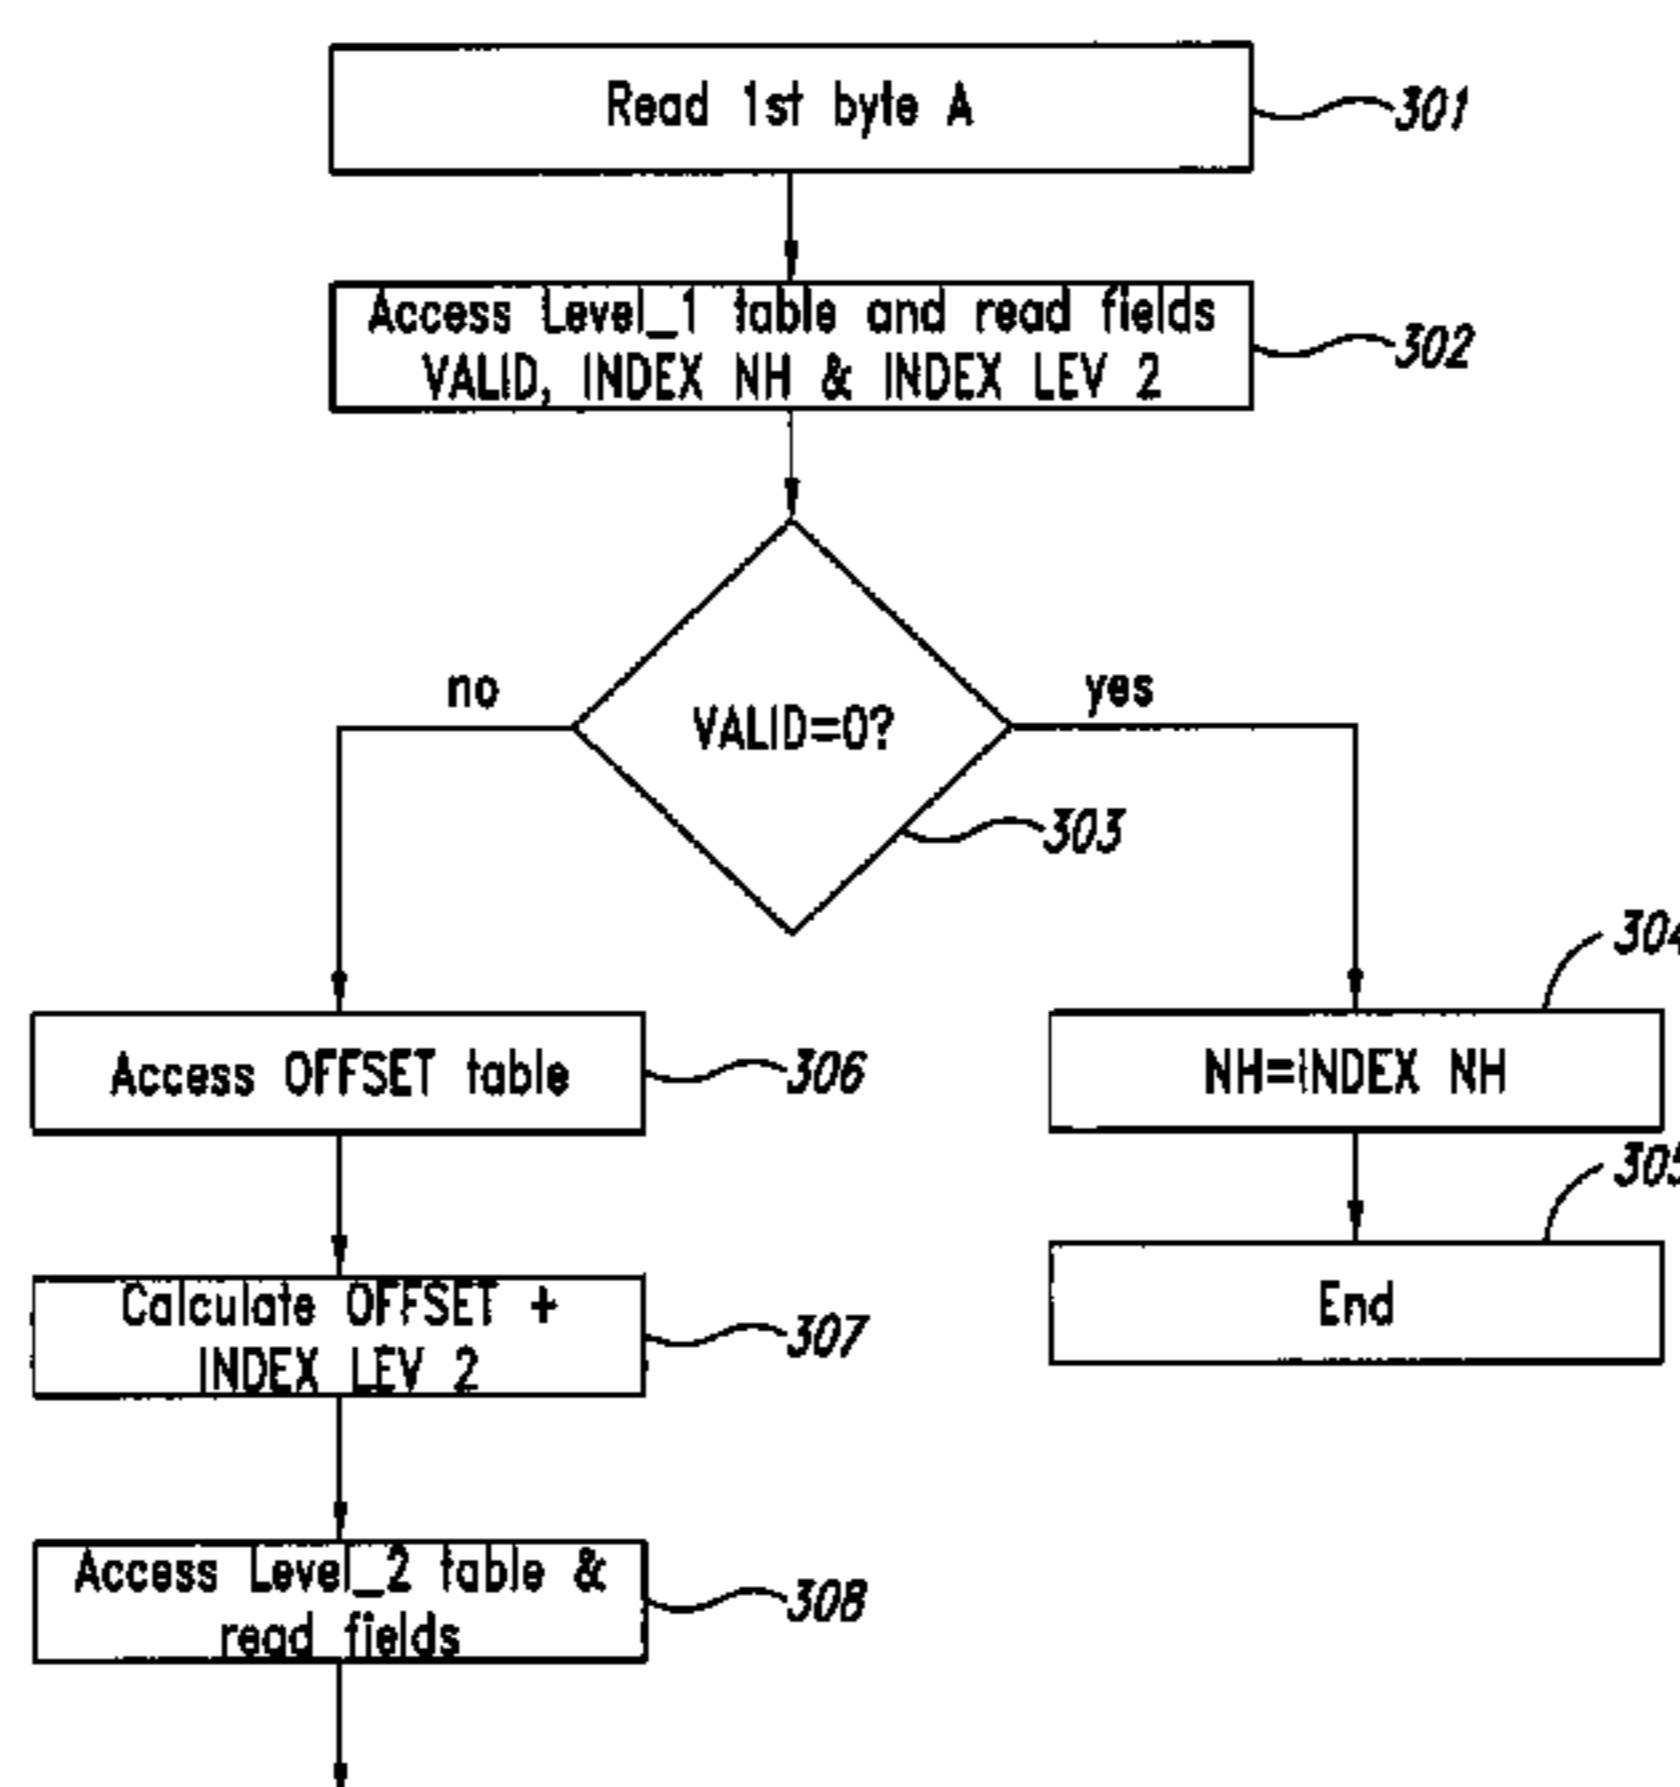 Read 1st byte A
301
Access Level_1 table and read fields
VALID, INDEX NH & INDEX LEV 2
302
no
yes
VALID=0?
303
304
Access OFFSET table
306
NH=INDEX NH
305
Calculate OFFSET +
INDEX LEV 2
307
End
Access Level_2 table &
read fields
308